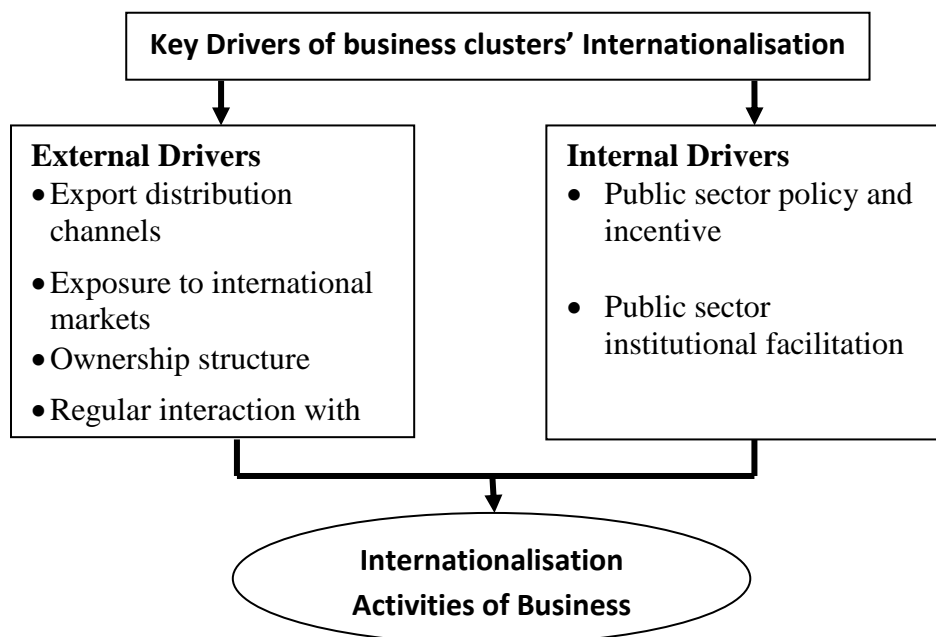 Key Drivers of business clusters’ Internationalisation
External Drivers
•Export distribution
channels
•Exposure to international
markets
•Ownership structure
•Regular interaction with
Internal Drivers
• Public sector policy and
incentive
• Public sector
institutional facilitation
Internationalisation
Activities of Business